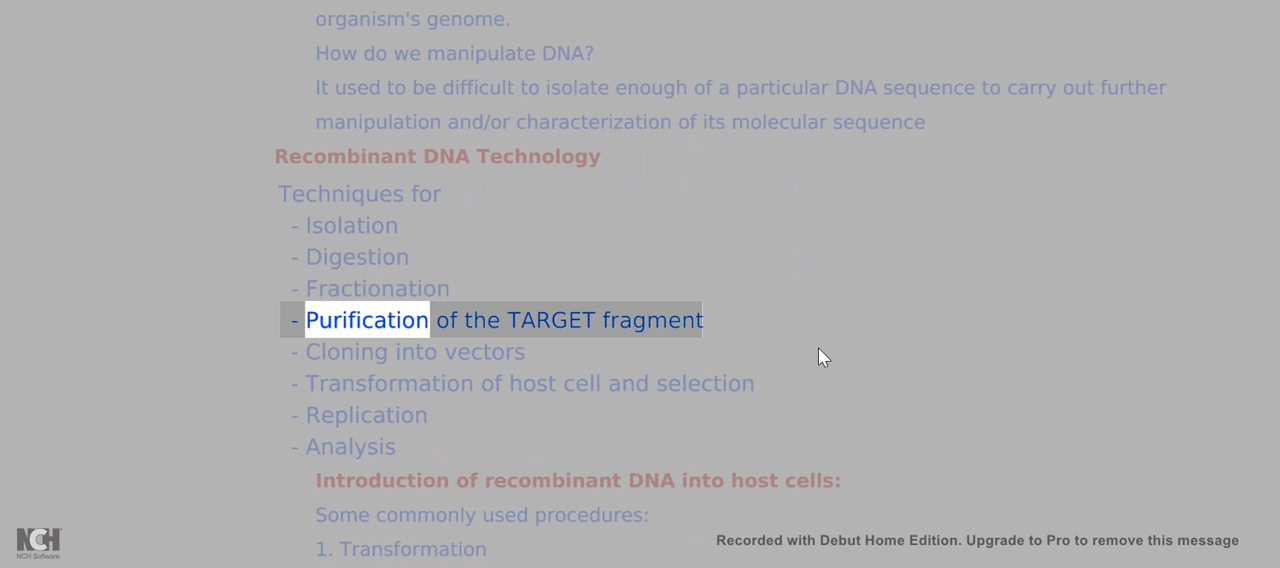 organism's genome.
How do we manipulate DNA?
It used to be difficult to isolate enough of a particular DNA sequence to carry out further
manipulation and/or characterization of its molecular sequence
Recombinant DNA Technology
Techniques for
- Isolation
- Digestion
- Fractionation
- Purification of the TARGET fragment
- Cloning into vectors
- Transformation of host cell and selection
- Replication
- Analysis
Introduction of recombinant DNA into host cells:
Some commonly used procedures:
1. Transformation
NCH
NCH Software
Recorded with Debut Home Edition. Upgrade to Pro to remove this message